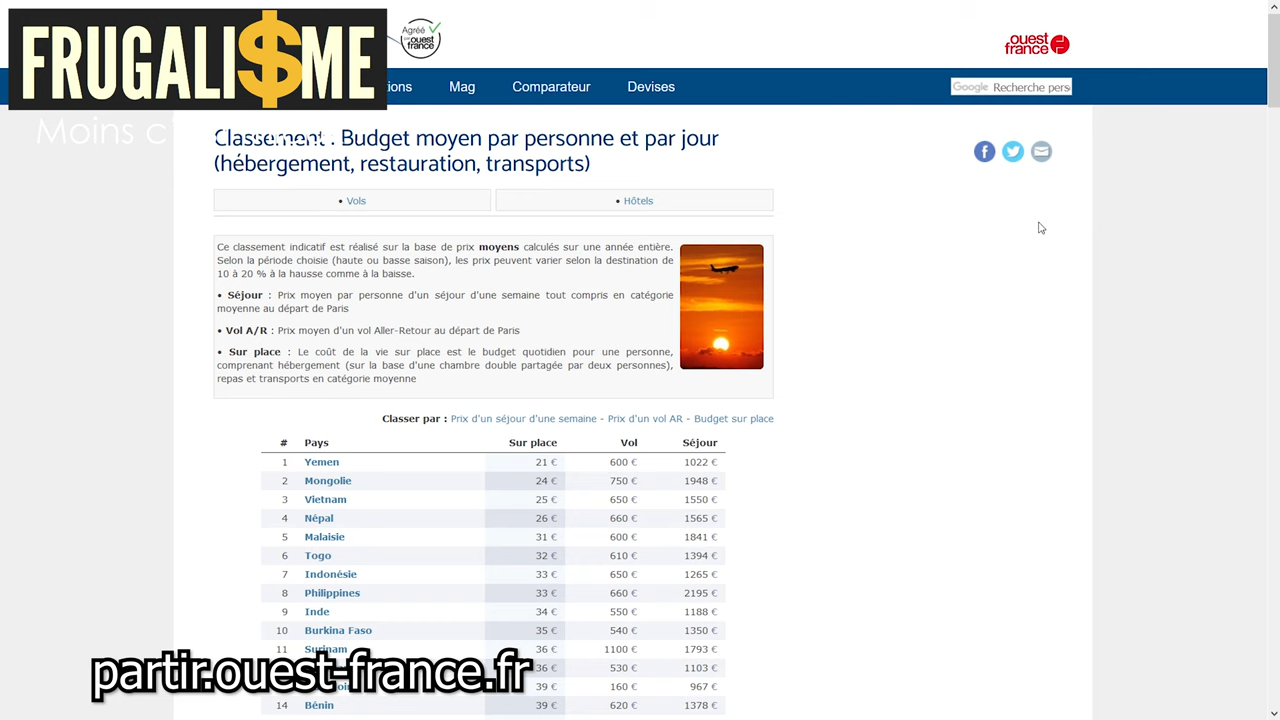 FRUGALI$ME
Moins c
Agréé
ouest
france
ouest
france
tions
Mag
Comparateur
Devises
Google Recherche pers
Classement : Budget moyen par personne et par jour
(hébergement, restauration, transports)
• Vols
• Hôtels
Ce classement indicatif est réalisé sur la base de prix moyens calculés sur une année entière.
Selon la période choisie (haute ou basse saison), les prix peuvent varier selon la destination de
10 à 20 % à la hausse comme à la baisse.
• Séjour : Prix moyen par personne d'un séjour d'une semaine tout compris en catégorie
moyenne au départ de Paris
• Vol A/R : Prix moyen d'un vol Aller-Retour au départ de Paris
• Sur place : Le coût de la vie sur place est le budget quotidien pour une personne,
comprenant hébergement (sur la base d'une chambre double partagée par deux personnes),
repas et transports en catégorie moyenne
Classer par : Prix d'un séjour d'une semaine - Prix d'un vol AR - Budget sur place
# Pays Sur place Vol Séjour
1 Yemen 21 € 600 € 1022 €
2 Mongolie 24 € 750 € 1948 €
3 Vietnam 25 € 650 € 1550 €
4 Népal 26 € 660 € 1565 €
5 Malaisie 31 € 600 € 1841 €
6 Togo 32 € 610 € 1394 €
7 Indonésie 33 € 650 € 1265 €
8 Philippines 33 € 660 € 2195 €
9 Inde 34 € 550 € 1188 €
10 Burkina Faso 35 € 540 € 1350 €
11 Surinam 36 € 1100 € 1793 €
36 € 530 € 1103 €
39 € 160 € 967 €
14 Bénin 39 € 620 € 1378 €
partir.ouest-france.fr